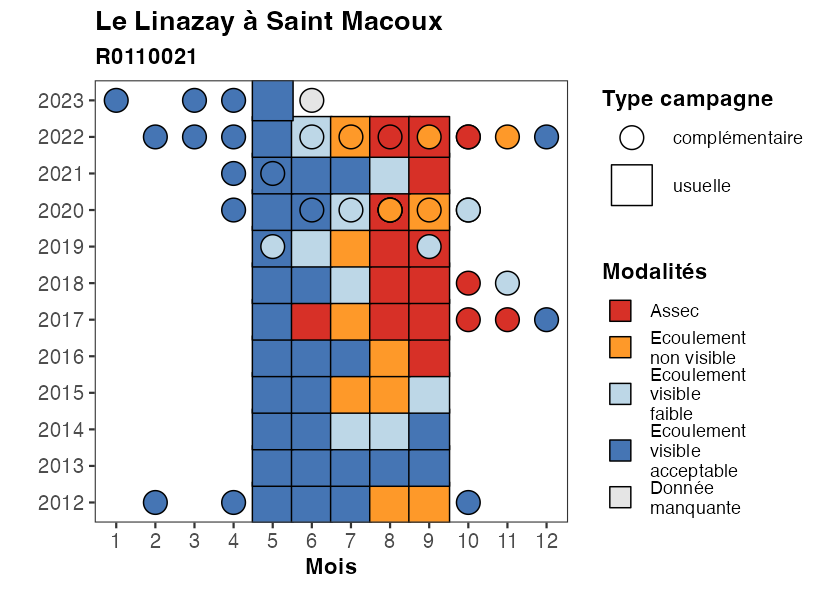 Le Linazay à Saint Macoux
R0110021
2023
2022
2021
2020
2019
2018
2017
2016
2015
2014
2013
2012
1 2 3 4 5 6 7 8 9 10 11 12
Mois
Type campagne
complémentaire
usuelle
Modalités
Assec
Ecoulement
non visible
Ecoulement
visible
faible
Ecoulement
visible
acceptable
Donnée
manquante